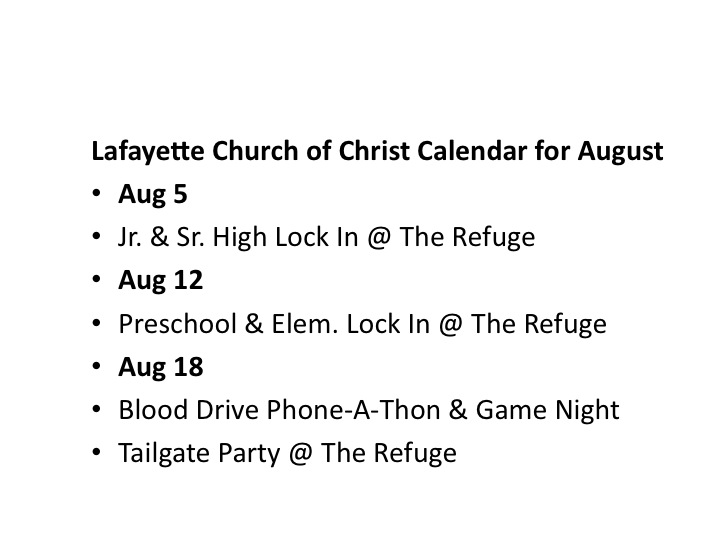 Lafayette Church of Christ Calendar for August
• Aug 5
• Jr. & Sr. High Lock In @ The Refuge
• Aug 12
• Preschool & Elem. Lock In @ The Refuge
• Aug 18
• Blood Drive Phone-A-Thon & Game Night
• Tailgate Party @ The Refuge